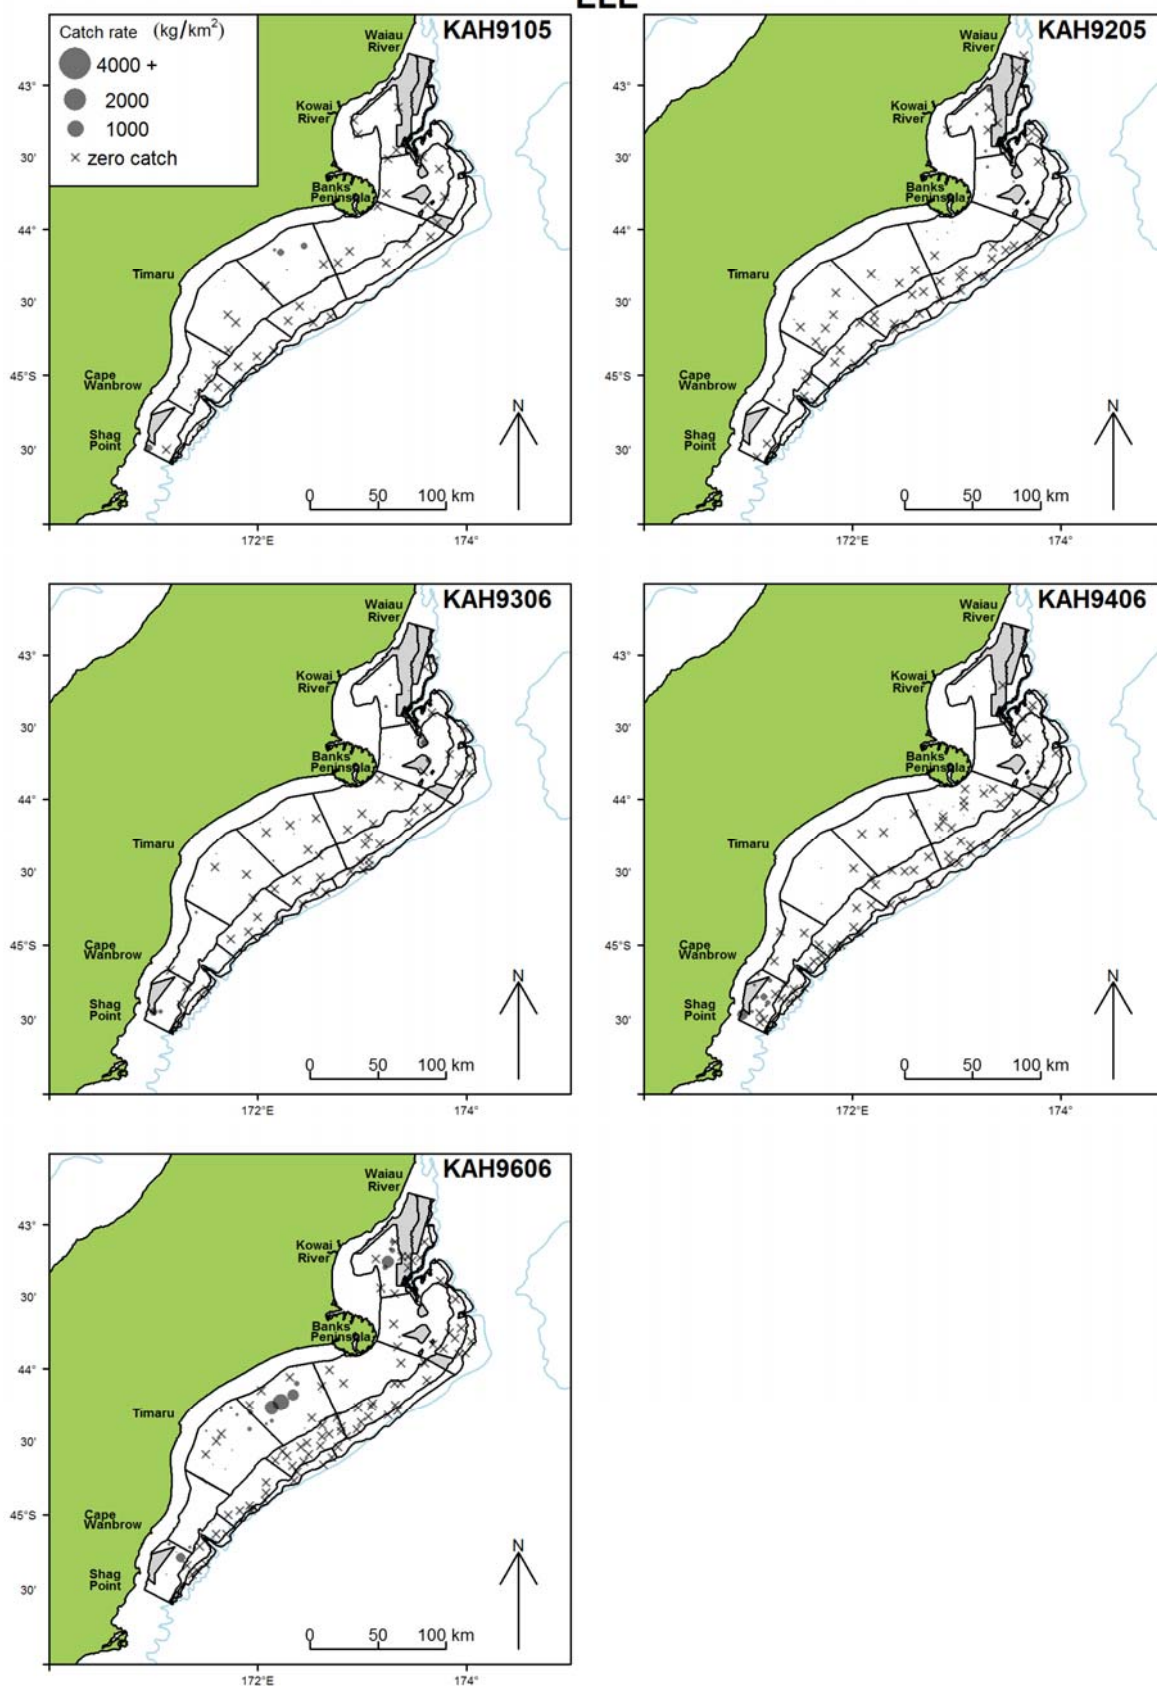 ELE
KAH9105
Catch rate (kg/km²)
4000 +
2000
1000
× zero catch
Waiau
River
Kowai
River
Banks
Peninsula
Timaru
Cape
Wanbrow
Shag
Point
43°
30'
44°
30'
45°S
30'
N
0 50 100 km
172°E 174°
KAH9205
Waiau
River
Kowai
River
Banks
Peninsula
Timaru
Cape
Wanbrow
Shag
Point
43°
30'
44°
30'
45°S
30'
N
0 50 100 km
172°E 174°
KAH9306
Waiau
River
Kowai
River
Banks
Peninsula
Timaru
Cape
Wanbrow
Shag
Point
43°
30'
44°
30'
45°S
30'
N
0 50 100 km
172°E 174°
KAH9406
Waiau
River
Kowai
River
Banks
Peninsula
Timaru
Cape
Wanbrow
Shag
Point
43°
30'
44°
30'
45°S
30'
N
0 50 100 km
172°E 174°
KAH9606
Waiau
River
Kowai
River
Banks
Peninsula
Timaru
Cape
Wanbrow
Shag
Point
43°
30'
44°
30'
45°S
30'
N
0 50 100 km
172°E 174°